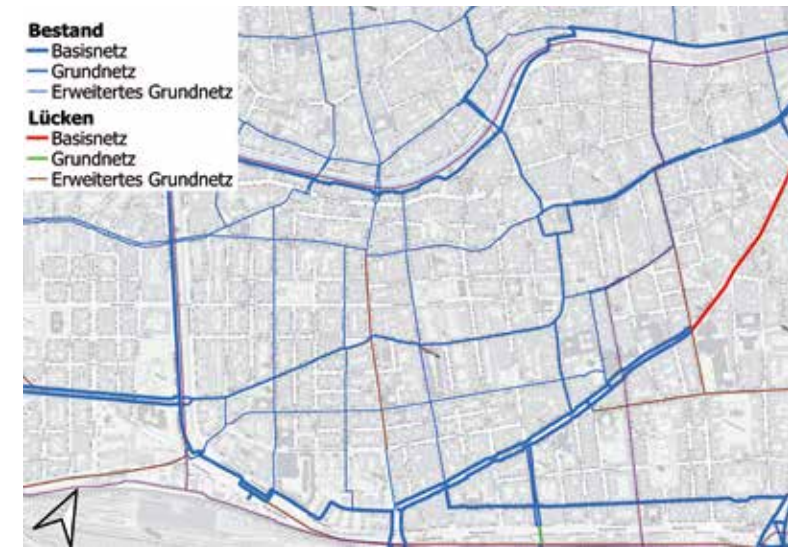 Bestand
Basisnetz
Grundnetz
Erweitertes Grundnetz
Lücken
Basisnetz
Grundnetz
Erweitertes Grundnetz